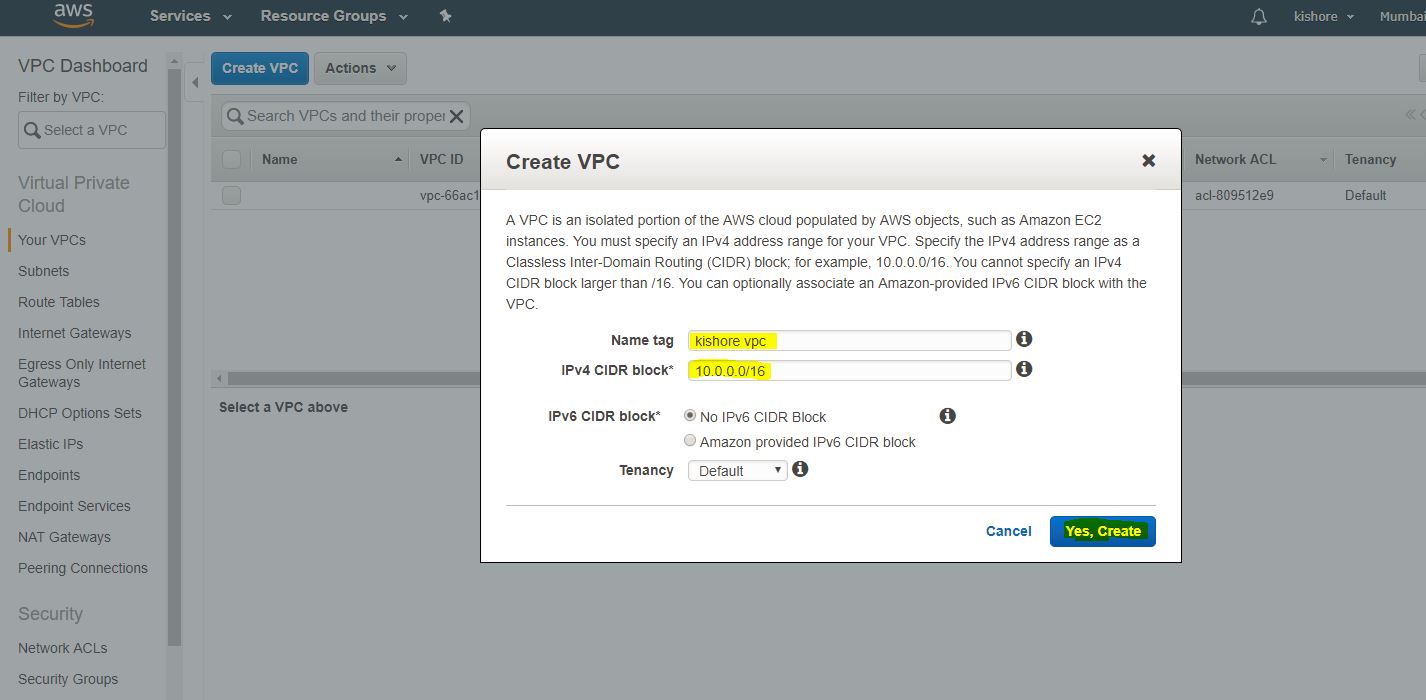 aws Services Resource Groups kishore
VPC Dashboard
Filter by VPC:
Select a VPC
Virtual Private
Cloud
Your VPCs
Subnets
Route Tables
Internet Gateways
Egress Only Internet
Gateways
DHCP Options Sets
Elastic IPs
Endpoints
Endpoint Services
NAT Gateways
Peering Connections
Security
Network ACLs
Security Groups
Create VPC Actions
Search VPCs and their proper
Name VPC ID Network ACL Tenancy
vpc-66ac1 acl-809512e9 Default
Select a VPC above
Create VPC
A VPC is an isolated portion of the AWS cloud populated by AWS objects, such as Amazon EC2
instances. You must specify an IPv4 address range for your VPC. Specify the IPv4 address range as a
Classless Inter-Domain Routing (CIDR) block; for example, 10.0.0.0/16. You cannot specify an IPv4
CIDR block larger than /16. You can optionally associate an Amazon-provided IPv6 CIDR block with the
VPC.
Name tag kishore vpc
IPv4 CIDR block* 10.0.0.0/16
IPv6 CIDR block* No IPv6 CIDR Block
Amazon provided IPv6 CIDR block
Tenancy Default
Cancel Yes, Create